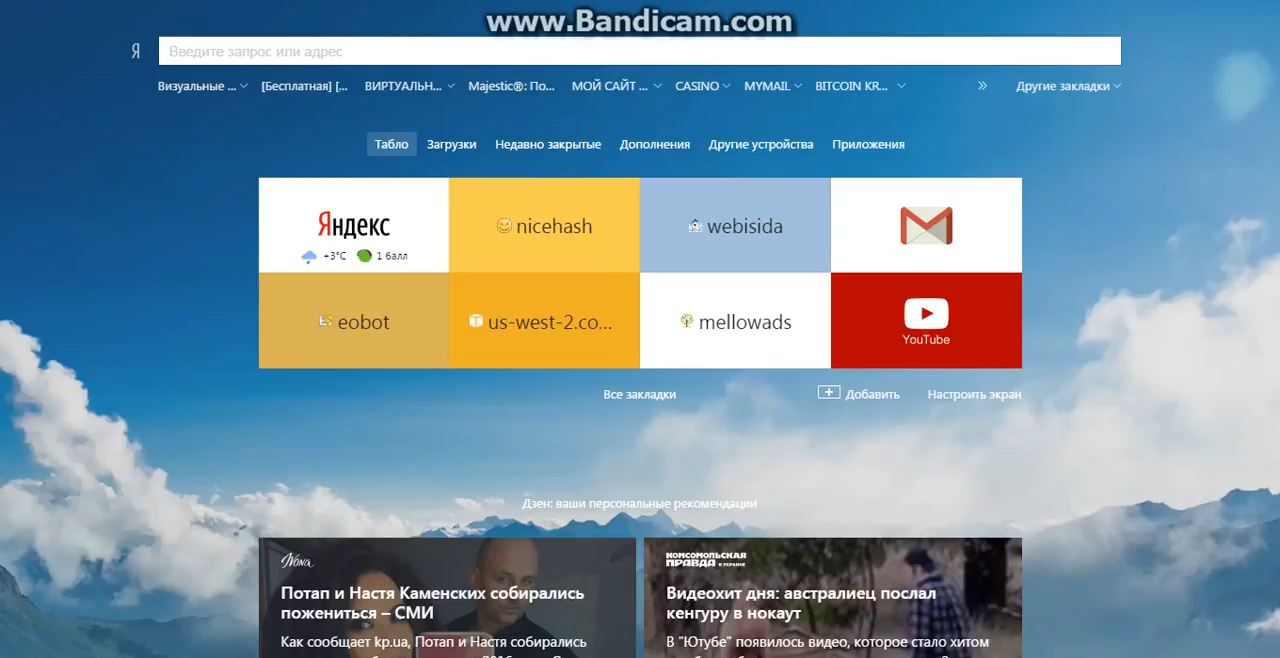 www.Bandicam.com
Я Введите запрос или адрес
Визуальные ... [Бесплатная] [... ВИРТУАЛЬН... Majestic®: По... МОЙ САЙТ ... CASINO MYMAIL BITCOIN KR... » Другие закладки
Табло Загрузки Недавно закрытые Дополнения Другие устройства Приложения
Яндекс
+3°C 1 балл
nicehash
webisida
eobot
us-west-2.co...
mellowads
YouTube
Все закладки Добавить Настроить экран
Дзен: ваши персональные рекомендации
Потап и Настя Каменских собирались
пожениться – СМИ
Как сообщает kp.ua, Потап и Настя собирались
КОМСОМОЛЬСКАЯ
ПРАВДА В УКРАИНЕ
Видеохит дня: австралиец послал
кенгуру в нокаут
В "Ютубе" появилось видео, которое стало хитом